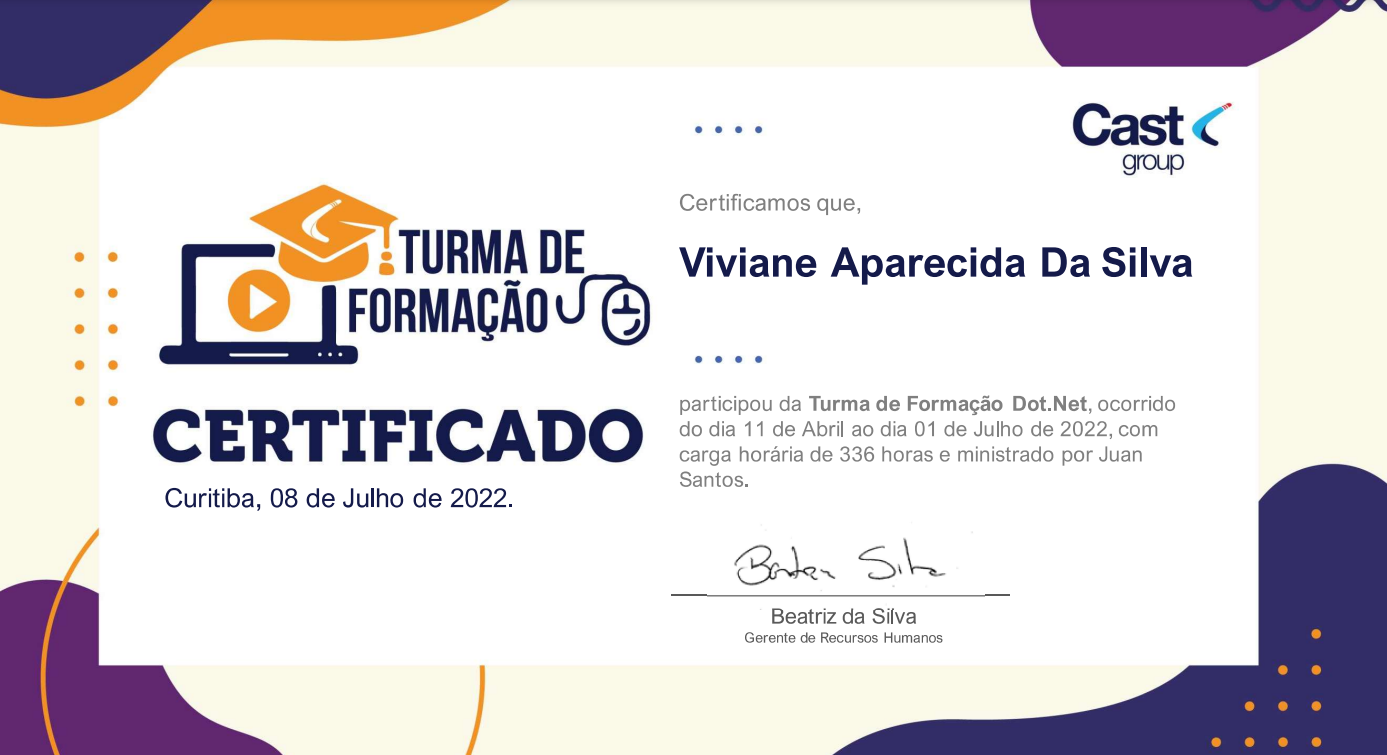 Cast
group
TURMA DE
FORMAÇÃO
CERTIFICADO
Curitiba, 08 de Julho de 2022.
Certificamos que,
Viviane Aparecida Da Silva
participou da Turma de Formação Dot.Net, ocorrido
do dia 11 de Abril ao dia 01 de Julho de 2022, com
carga horária de 336 horas e ministrado por Juan
Santos.
Beatriz da Silva
Gerente de Recursos Humanos